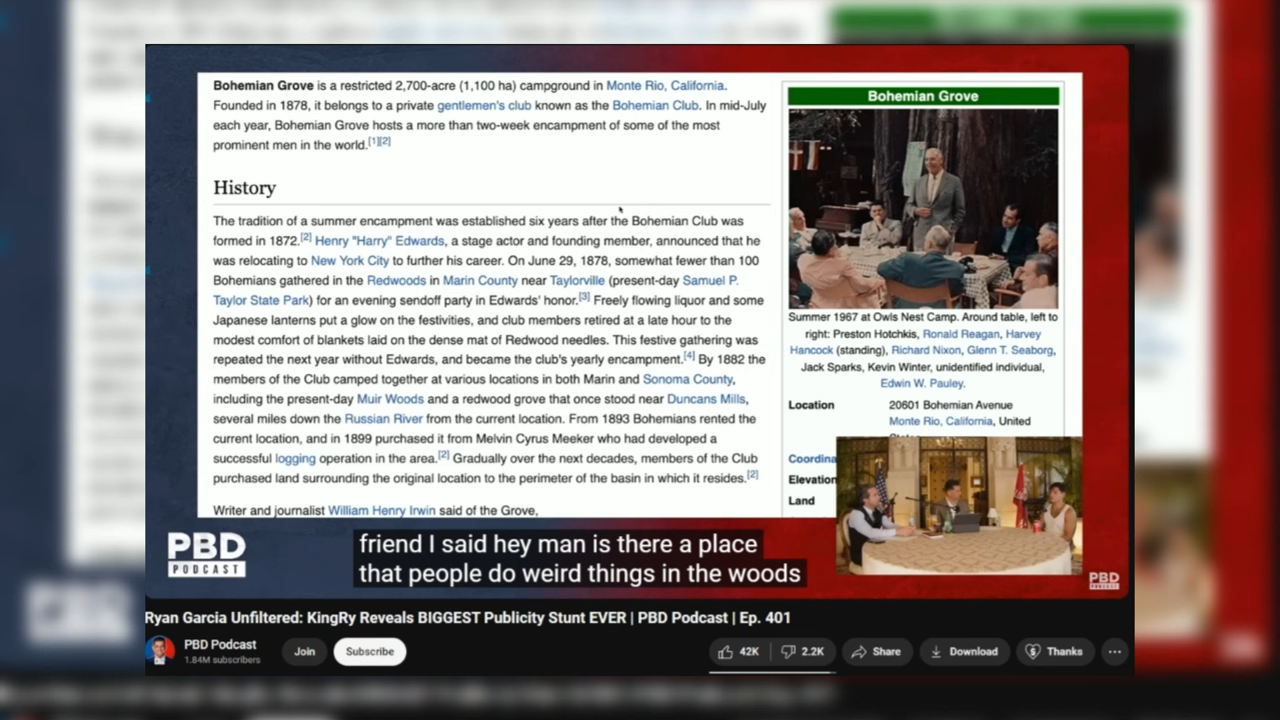 Bohemian Grove is a restricted 2,700-acre (1,100 ha) campground in Monte Rio, California.
Founded in 1878, it belongs to a private gentlemen's club known as the Bohemian Club. In mid-July
each year, Bohemian Grove hosts a more than two-week encampment of some of the most
prominent men in the world.[1][2]
History
The tradition of a summer encampment was established six years after the Bohemian Club was
formed in 1872.[2] Henry "Harry" Edwards, a stage actor and founding member, announced that he
was relocating to New York City to further his career. On June 29, 1878, somewhat fewer than 100
Bohemians gathered in the Redwoods in Marin County near Taylorville (present-day Samuel P.
Taylor State Park) for an evening sendoff party in Edwards' honor.[3] Freely flowing liquor and some
Japanese lanterns put a glow on the festivities, and club members retired at a late hour to the
modest comfort of blankets laid on the dense mat of Redwood needles. This festive gathering was
repeated the next year without Edwards, and became the club's yearly encampment.[4] By 1882 the
members of the Club camped together at various locations in both Marin and Sonoma County,
including the present-day Muir Woods and a redwood grove that once stood near Duncans Mills,
several miles down the Russian River from the current location. From 1893 Bohemians rented the
current location, and in 1899 purchased it from Melvin Cyrus Meeker who had developed a
successful logging operation in the area.[2] Gradually over the next decades, members of the Club
purchased land surrounding the original location to the perimeter of the basin in which it resides.[2]
Writer and journalist William Henry Irwin said of the Grove,
Bohemian Grove
Summer 1967 at Owls Nest Camp. Around table, left to
right: Preston Hotchkis, Ronald Reagan, Harvey
Hancock (standing), Richard Nixon, Glenn T. Seaborg,
Jack Sparks, Kevin Winter, unidentified individual,
Edwin W. Pauley.
Location 20601 Bohemian Avenue
Monte Rio, California, United
Coordina
Elevation
Land
PBD
PODCAST
friend I said hey man is there a place
that people do weird things in the woods
PBD
PODCAST
Ryan Garcia Unfiltered: KingRy Reveals BIGGEST Publicity Stunt EVER | PBD Podcast | Ep. 401
PBD Podcast
1.84M subscribers
Join
Subscribe
42K
2.2K
Share
Download
Thanks